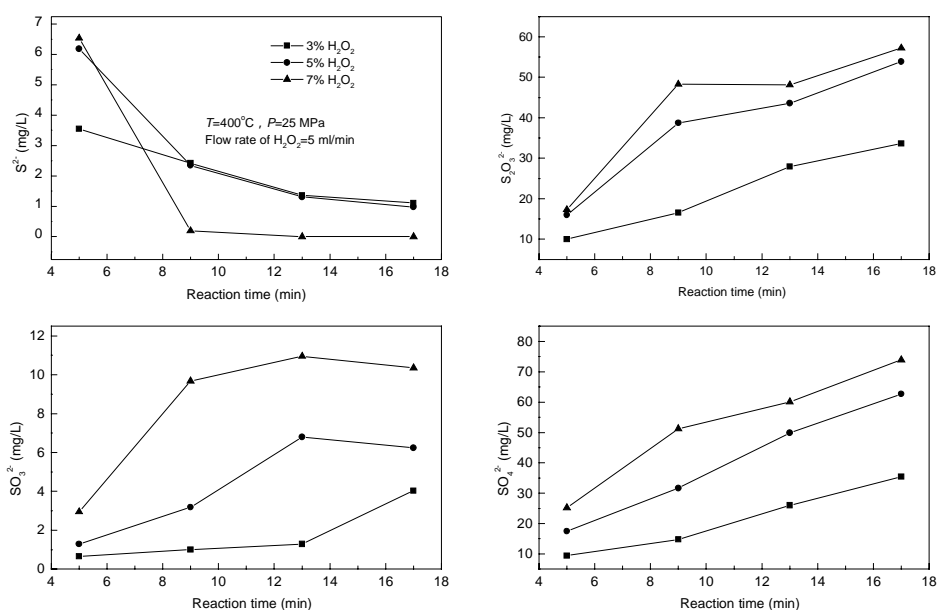 7
6
5
4
3
2
1
0
S²⁻ (mg/L)
3% H₂O₂
5% H₂O₂
7% H₂O₂
T=400°C , P=25 MPa
Flow rate of H₂O₂=5 ml/min
4 6 8 10 12 14 16 18
Reaction time (min)
60
50
40
30
20
10
S₂O₃²⁻ (mg/L)
4 6 8 10 12 14 16 18
Reaction time (min)
12
10
8
6
4
2
0
SO₃²⁻ (mg/L)
4 6 8 10 12 14 16 18
Reaction time (min)
80
70
60
50
40
30
20
10
SO₄²⁻ (mg/L)
4 6 8 10 12 14 16 18
Reaction time (min)